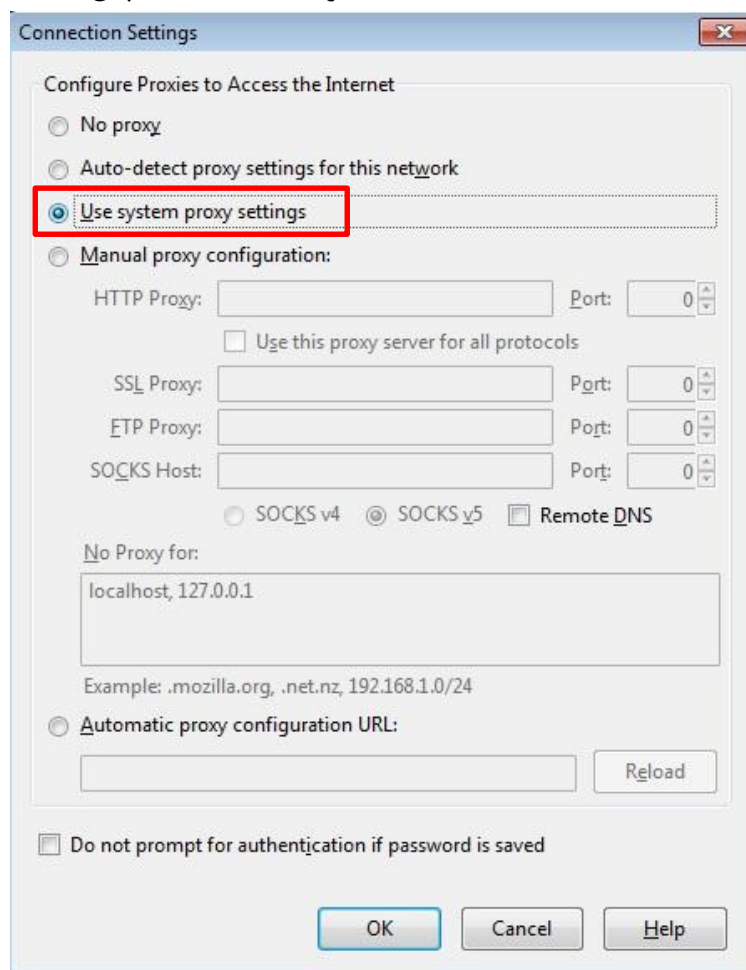 Connection Settings
Configure Proxies to Access the Internet
No proxy
Auto-detect proxy settings for this network
Use system proxy settings
Manual proxy configuration:
HTTP Proxy: Port: 0
Use this proxy server for all protocols
SSL Proxy: Port: 0
FTP Proxy: Port: 0
SOCKS Host: Port: 0
SOCKS v4 SOCKS v5 Remote DNS
No Proxy for:
localhost, 127.0.0.1
Example: .mozilla.org, .net.nz, 192.168.1.0/24
Automatic proxy configuration URL:
Reload
Do not prompt for authentication if password is saved
OK Cancel Help